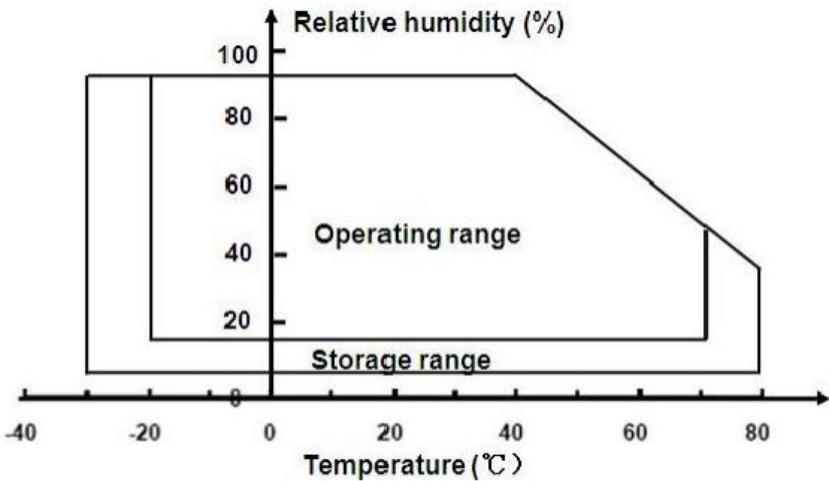 Relative humidity (%)
100
80
60
Operating range
40
20
Storage range
0
-40 -20 0 20 40 60 80
Temperature (℃)